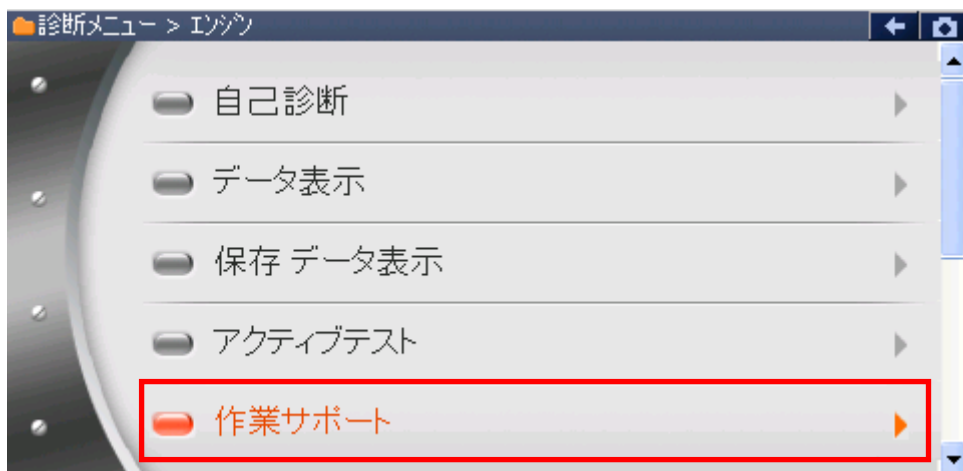 診断メニュー > エンジン
自己診断
データ表示
保存 データ表示
アクティブテスト
作業サポート